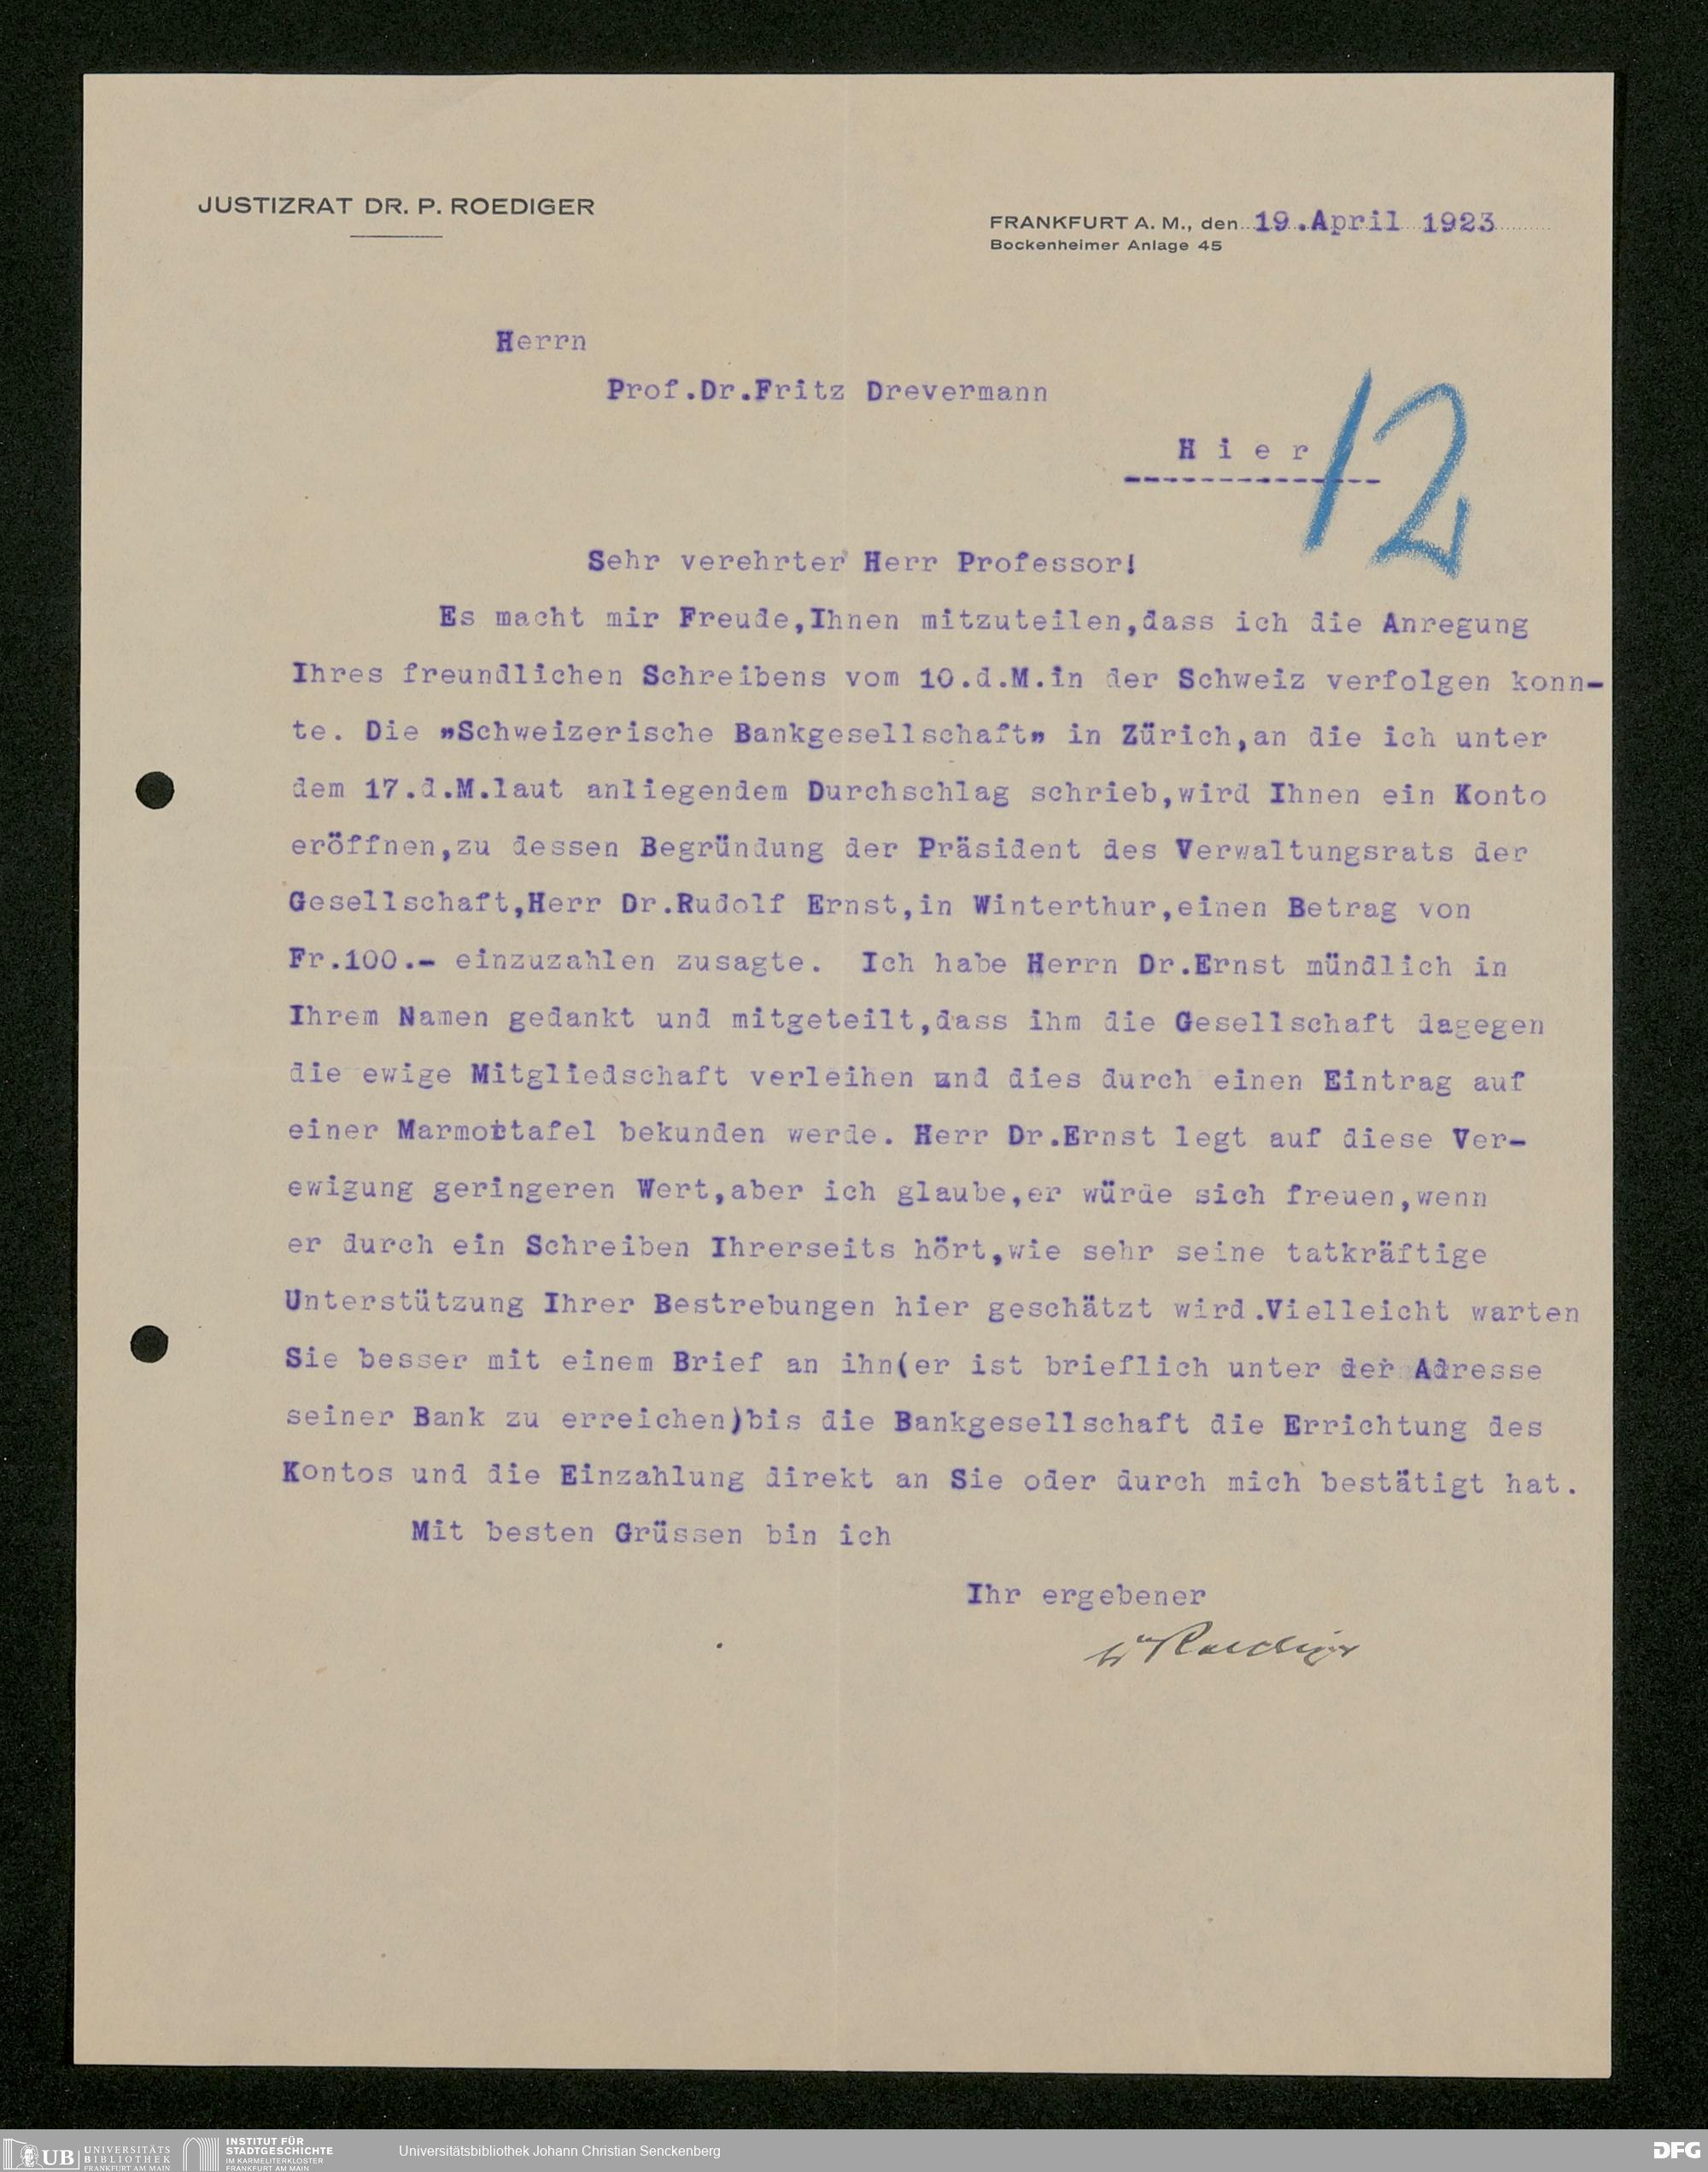 JUSTIZRAT DR. P. ROEDIGER
FRANKFURT A. M., den 19.April 1923
Bockenheimer Anlage 45
Herrn
Prof.Dr.Fritz Drevermann
Hier
12
Sehr verehrter Herr Professor!
Es macht mir Freude,Ihnen mitzuteilen,dass ich die Anregung
Ihres freundlichen Schreibens vom 10.d.M.in der Schweiz verfolgen konn-
te. Die "Schweizerische Bankgesellschaft" in Zürich,an die ich unter
dem 17.d.M.laut anliegendem Durchschlag schrieb,wird Ihnen ein Konto
eröffnen,zu dessen Begründung der Präsident des Verwaltungsrats der
Gesellschaft,Herr Dr.Rudolf Ernst,in Winterthur,einen Betrag von
Fr.100.- einzuzahlen zusagte. Ich habe Herrn Dr.Ernst mündlich in
Ihrem Namen gedankt und mitgeteilt,dass ihm die Gesellschaft dagegen
die ewige Mitgliedschaft verleihen und dies durch einen Eintrag auf
einer Marmortafel bekunden werde. Herr Dr.Ernst legt auf diese Ver-
ewigung geringeren Wert,aber ich glaube,er würde sich freuen,wenn
er durch ein Schreiben Ihrerseits hört,wie sehr seine tatkräftige
Unterstützung Ihrer Bestrebungen hier geschätzt wird.Vielleicht warten
Sie besser mit einem Brief an ihn(er ist brieflich unter der Adresse
seiner Bank zu erreichen)bis die Bankgesellschaft die Errichtung des
Kontos und die Einzahlung direkt an Sie oder durch mich bestätigt hat.
Mit besten Grüssen bin ich
Ihr ergebener
Roediger
UB UNIVERSITÄTS BIBLIOTHEK FRANKFURT AM MAIN
INSTITUT FÜR STADTGESCHICHTE IM KARMELITERKLOSTER FRANKFURT AM MAIN
Universitätsbibliothek Johann Christian Senckenberg
DFG